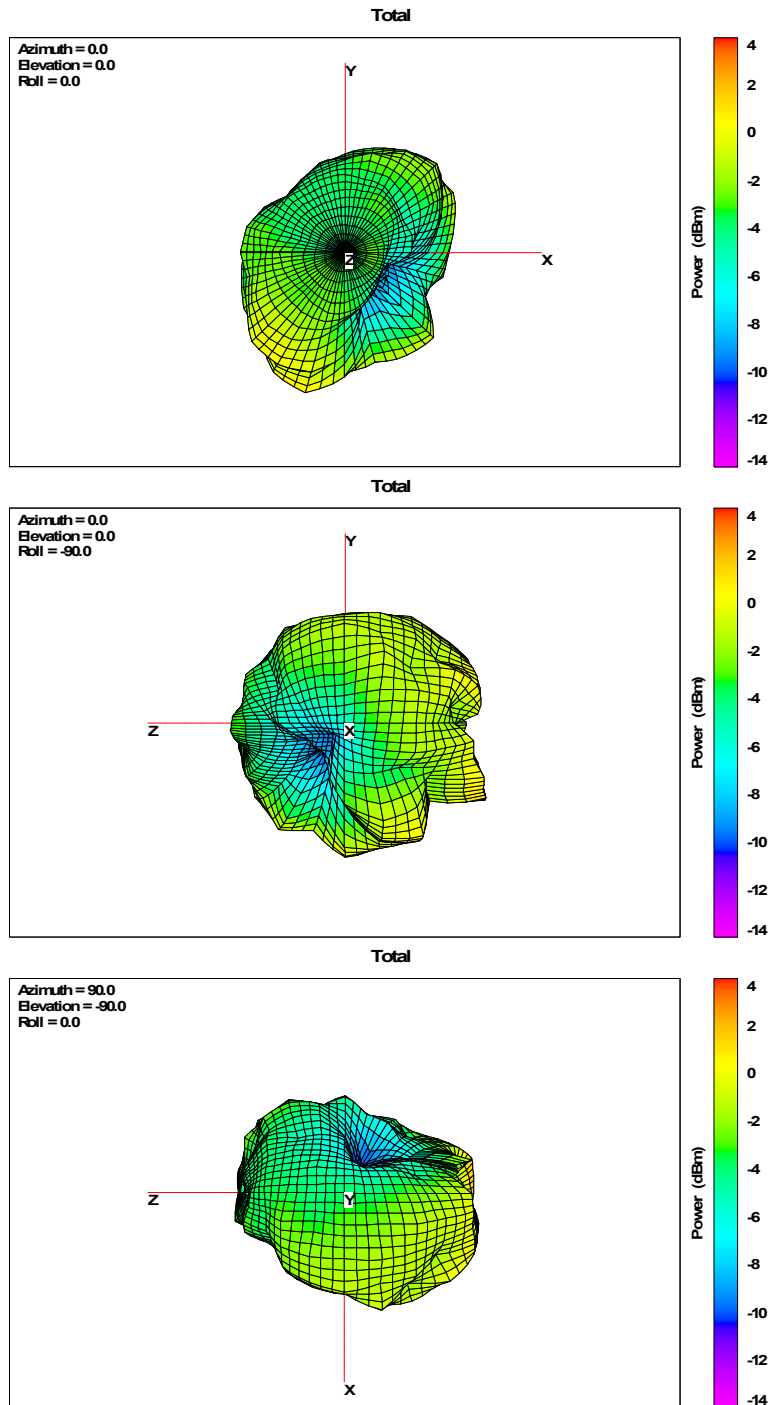 Total
Azimuth = 0.0
Elevation = 0.0
Roll = 0.0
Y
Z
X
4
2
0
-2
-4
-6
-8
-10
-12
-14
Power (dBm)
Total
Azimuth = 0.0
Elevation = 0.0
Roll = -90.0
Y
Z
X
4
2
0
-2
-4
-6
-8
-10
-12
-14
Power (dBm)
Total
Azimuth = 90.0
Elevation = -90.0
Roll = 0.0
Z
Y
X
4
2
0
-2
-4
-6
-8
-10
-12
-14
Power (dBm)